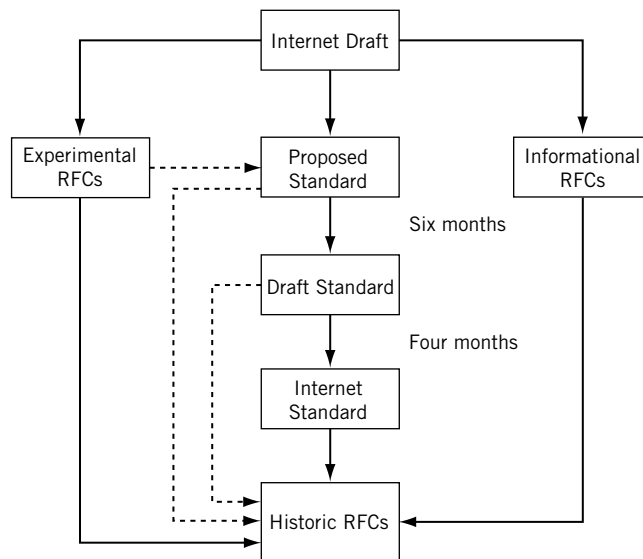 Internet Draft
Experimental
RFCs
Proposed
Standard
Informational
RFCs
Six months
Draft Standard
Four months
Internet
Standard
Historic RFCs